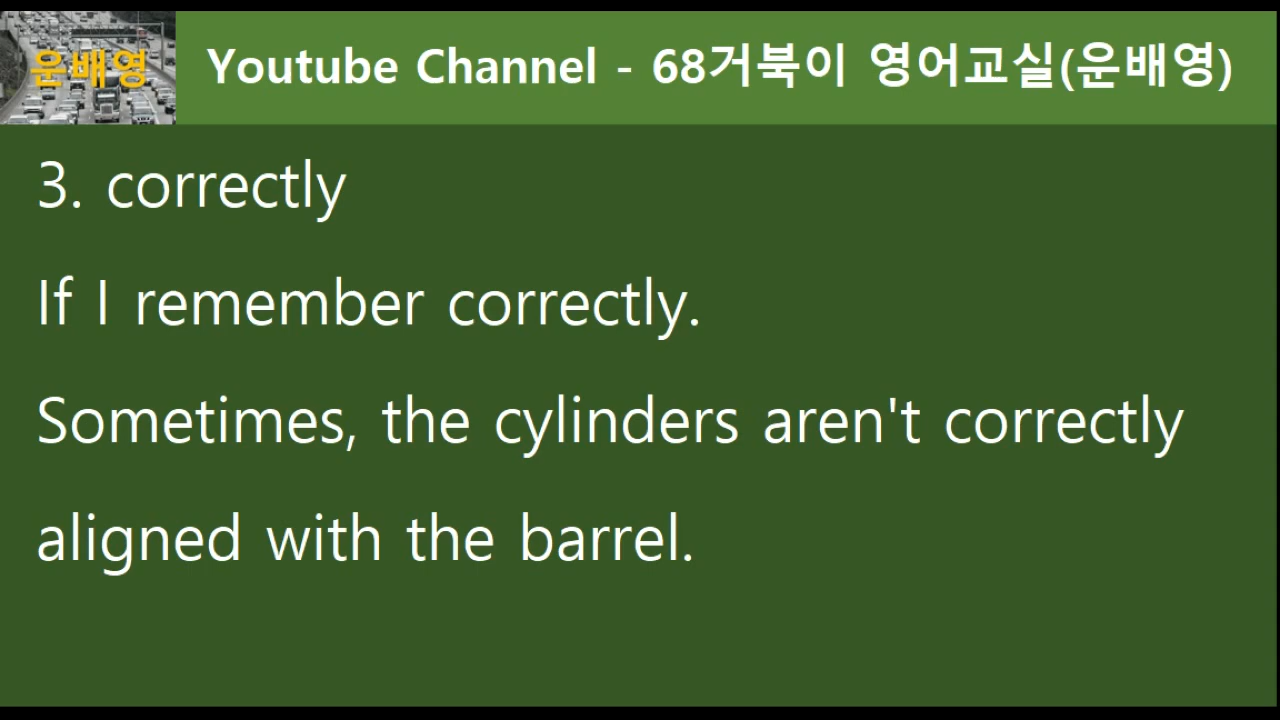 운배영
Youtube Channel - 68거북이 영어교실(운배영)
3. correctly
If I remember correctly.
Sometimes, the cylinders aren't correctly
aligned with the barrel.